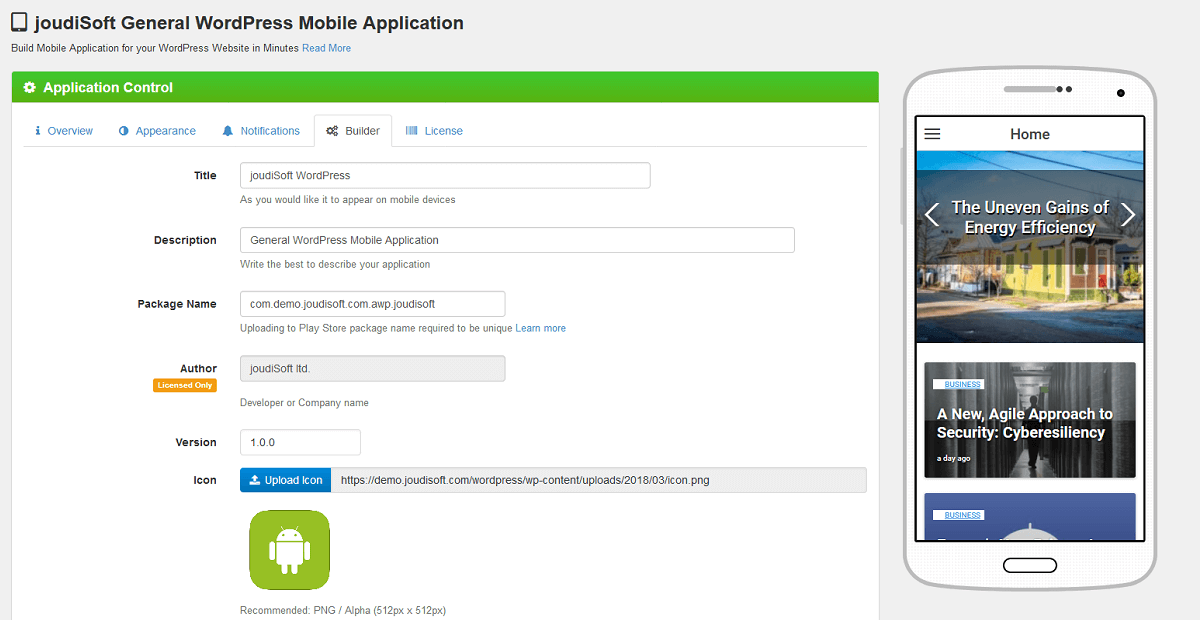 joudiSoft General WordPress Mobile Application
Build Mobile Application for your WordPress Website in Minutes Read More
Application Control
Overview
Appearance
Notifications
Builder
License
Title
joudiSoft WordPress
As you would like it to appear on mobile devices
Description
General WordPress Mobile Application
Write the best to describe your application
Package Name
com.demo.joudisoft.com.awp.joudisoft
Uploading to Play Store package name required to be unique Learn more
Author
Licensed Only
joudiSoft ltd.
Developer or Company name
Version
1.0.0
Icon
Upload Icon
https://demo.joudisoft.com/wordpress/wp-content/uploads/2018/03/icon.png
Recommended: PNG / Alpha (512px x 512px)
Home
The Uneven Gains of
Energy Efficiency
BUSINESS
A New, Agile Approach to
Security: Cyberesiliency
a day ago
BUSINESS